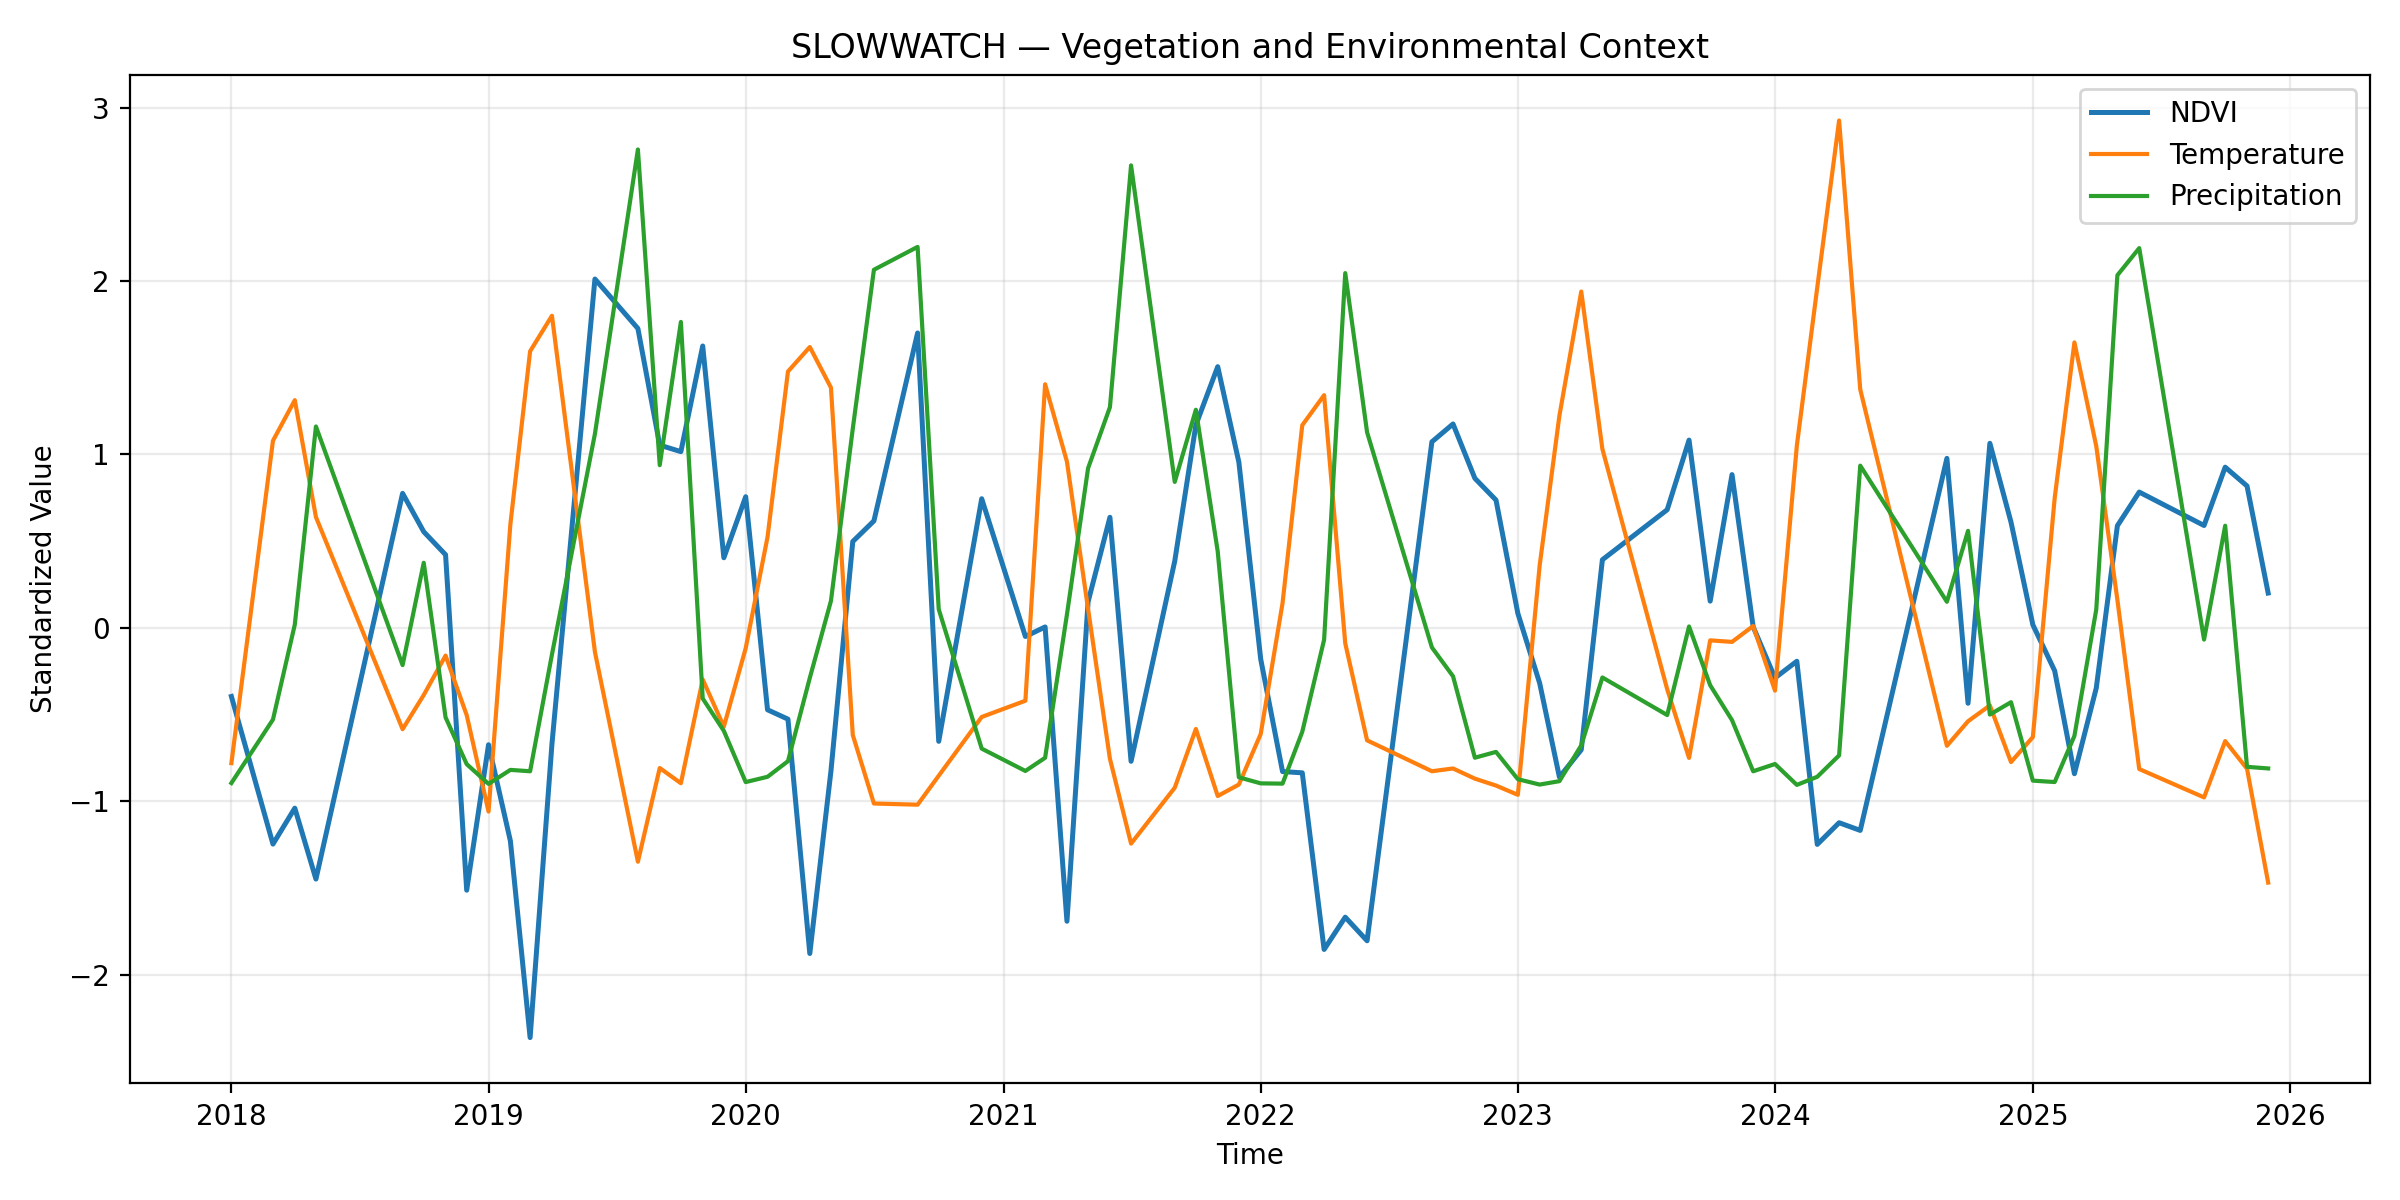 SLOWWATCH — Vegetation and Environmental Context
NDVI
Temperature
Precipitation
3
2
1
0
−1
−2
Standardized Value
2018 2019 2020 2021 2022 2023 2024 2025 2026
Time